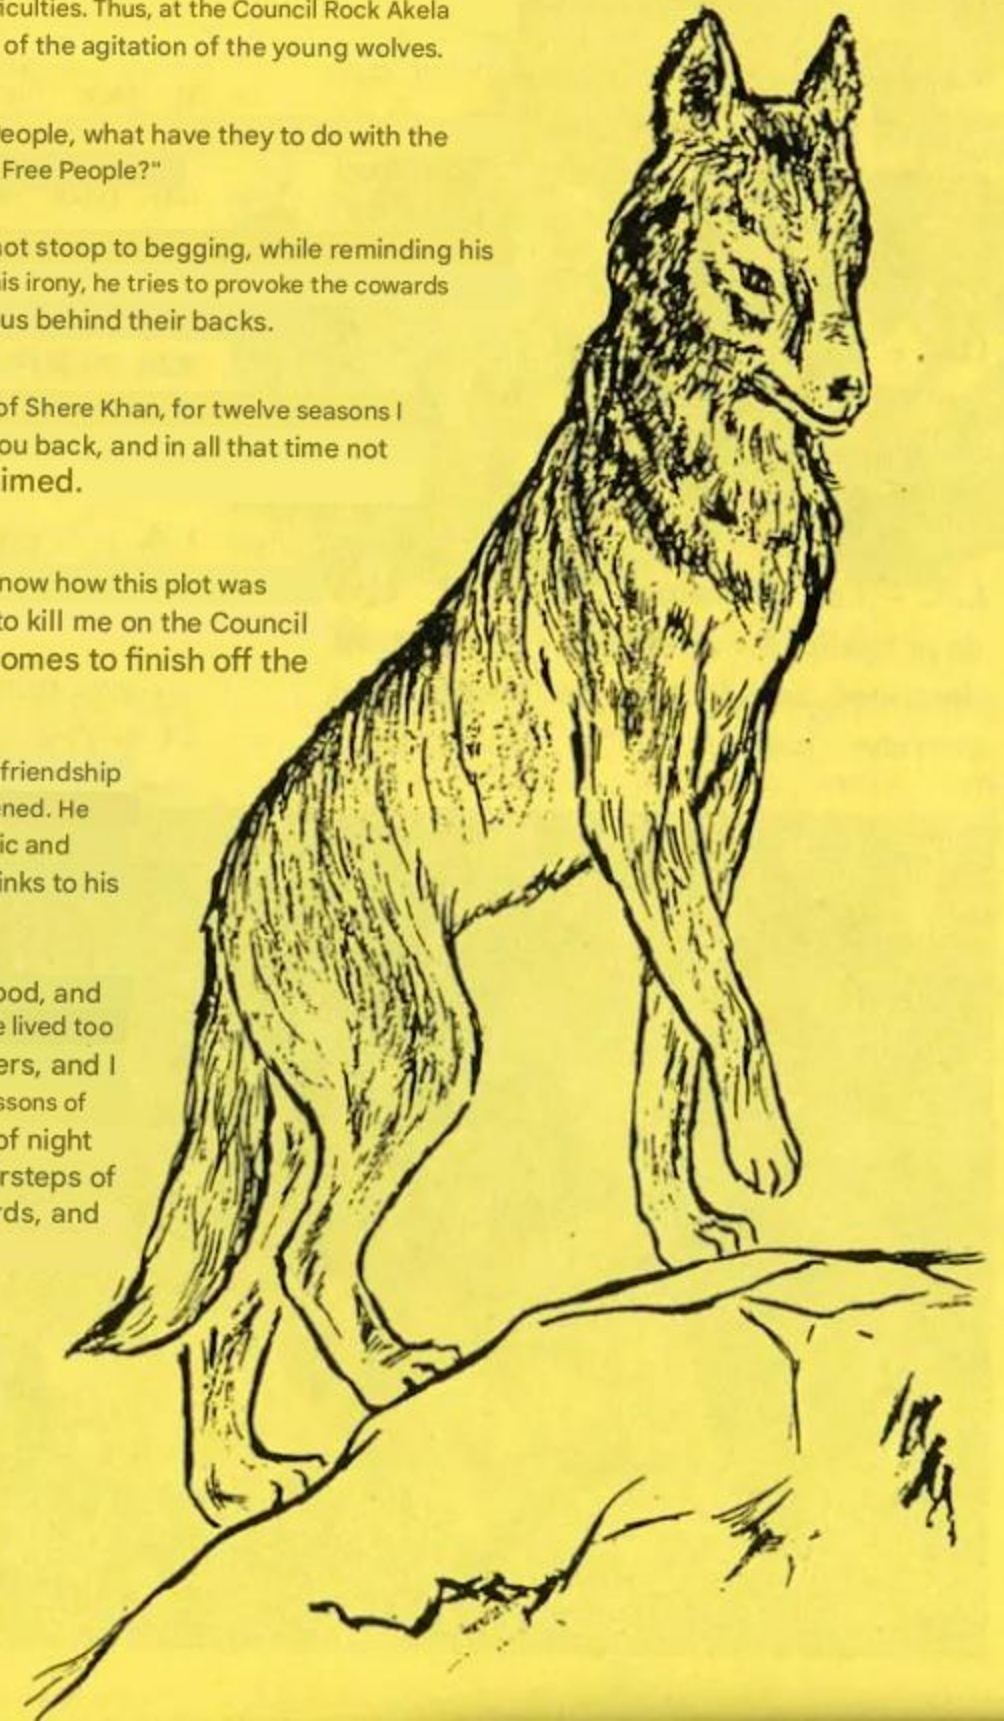 iculties. Thus, at the Council Rock Akela
of the agitation of the young wolves.
eople, what have they to do with the
Free People?"
not stoop to begging, while reminding his
is irony, he tries to provoke the cowards
us behind their backs.
of Shere Khan, for twelve seasons I
ou back, and in all that time not
imed.
now how this plot was
to kill me on the Council
omes to finish off the
friendship
ned. He
ic and
inks to his
ood, and
e lived too
ers, and I
ssons of
of night
rsteps of
rds, and